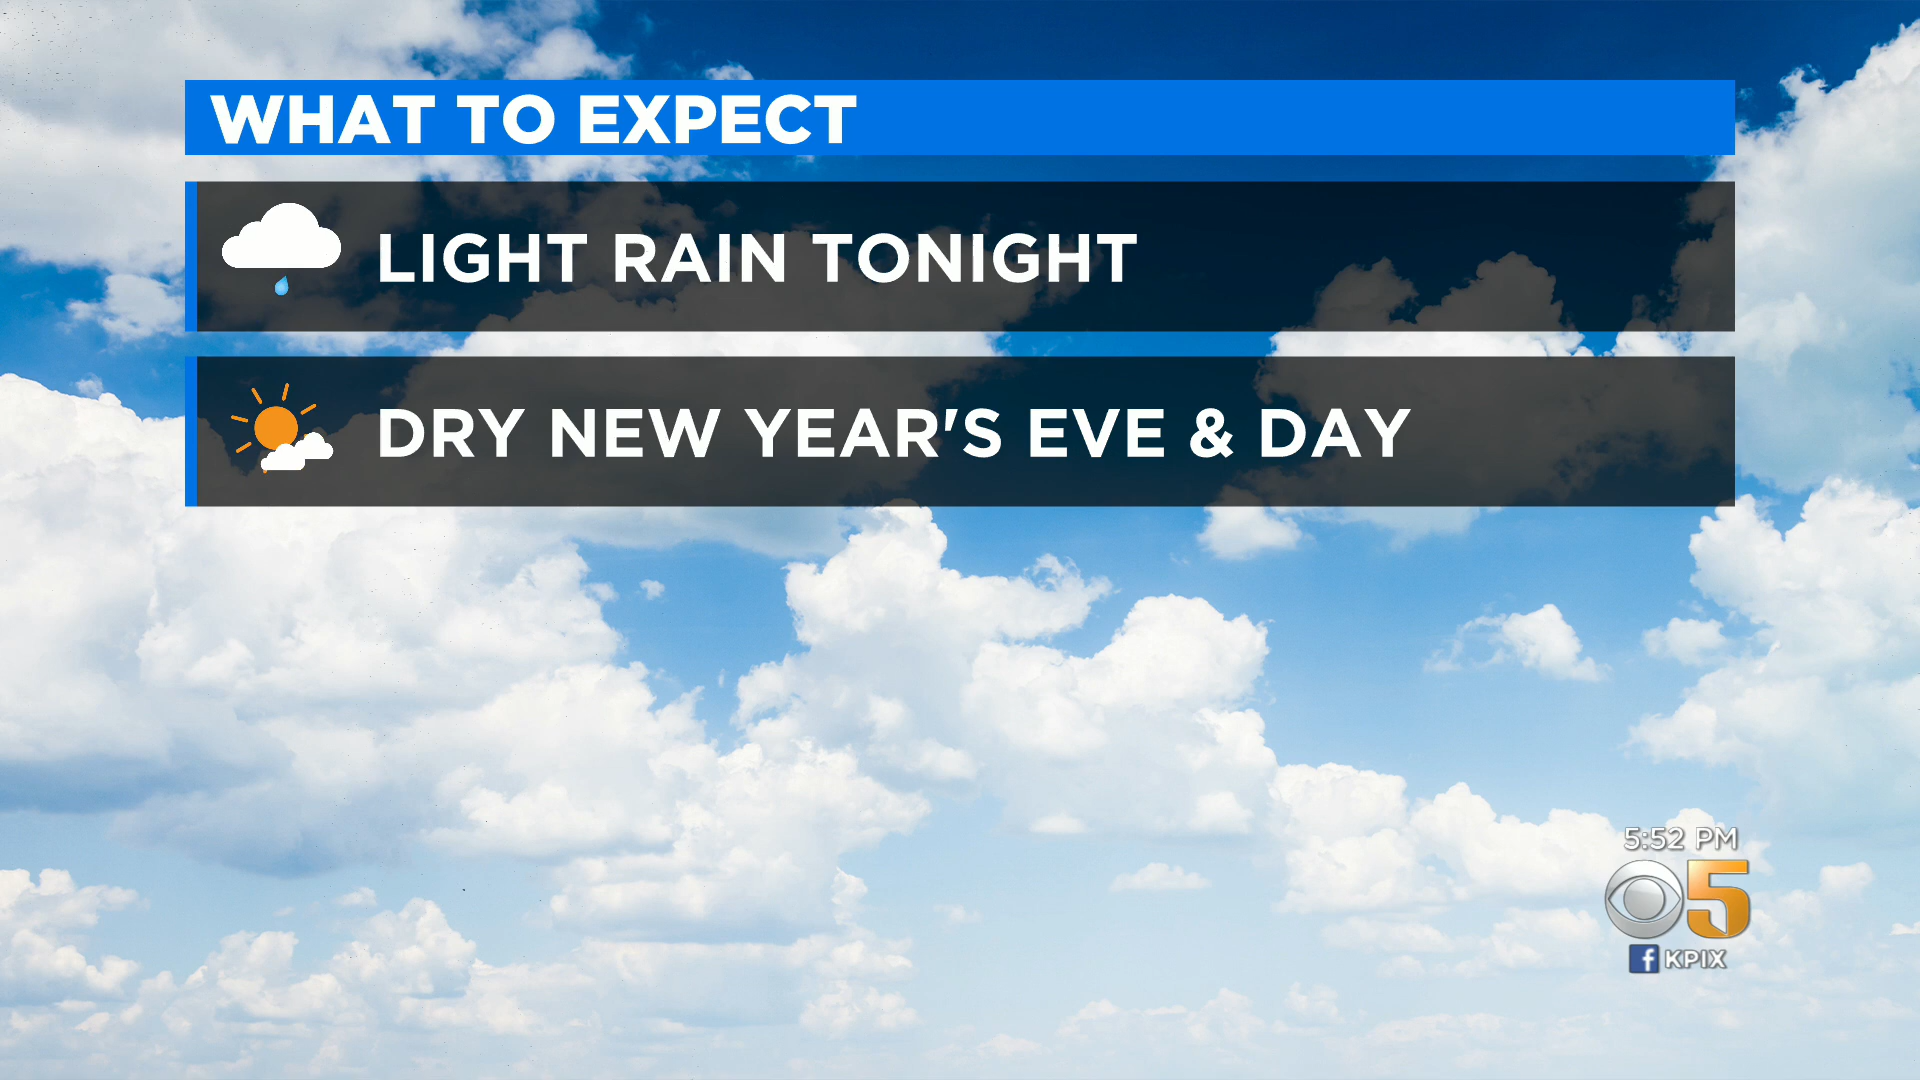 WHAT TO EXPECT
LIGHT RAIN TONIGHT
DRY NEW YEAR'S EVE & DAY
5:52 PM
5
f KPIX